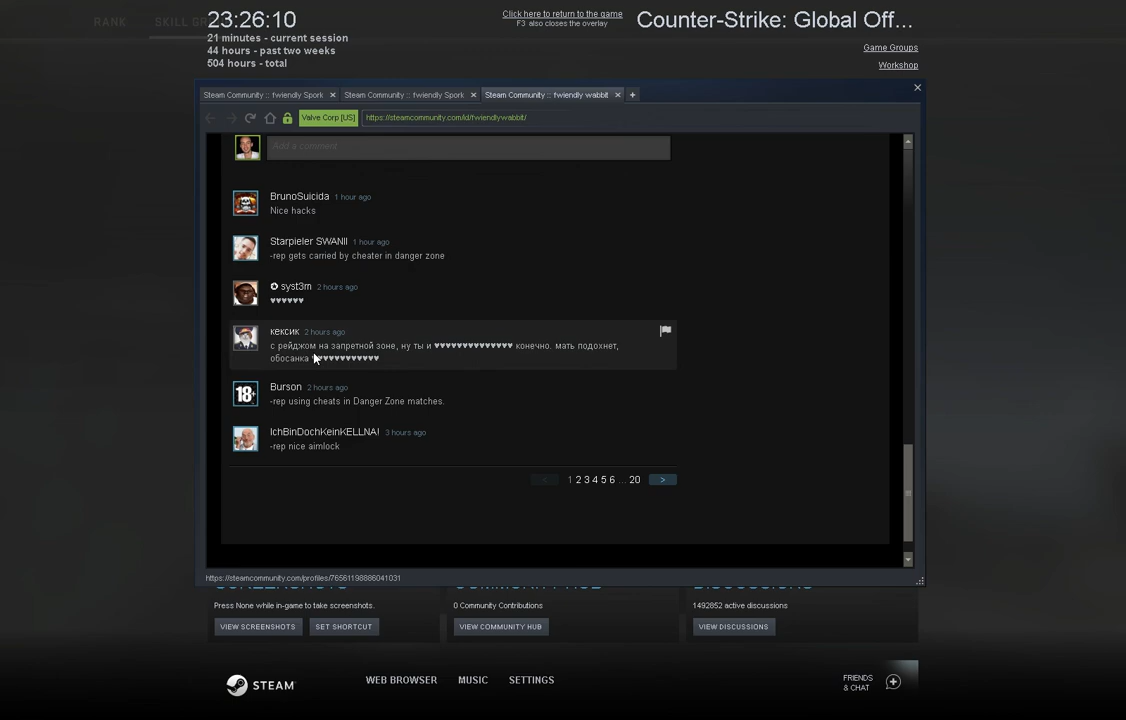 RANK
23:26:10
Click here to return to the game
F3 also closes the overlay
Counter-Strike: Global Off...
21 minutes - current session
44 hours - past two weeks
504 hours - total
Game Groups
Workshop
Steam Community :: fwiendly Spork
Steam Community :: fwiendly Spork
Steam Community :: fwiendly wabbit
Valve Corp [US]
https://steamcommunity.com/id/fwiendlywabbit/
Add a comment
BrunoSuicida 1 hour ago
Nice hacks
Starpieler SWANII 1 hour ago
-rep gets carried by cheater in danger zone
✪ syst3m 2 hours ago
♥♥♥♥♥♥
кексик 2 hours ago
с рейджом на запретной зоне, ну ты и ♥♥♥♥♥♥♥♥♥♥♥♥♥♥ конечно. мать подохнет,
обосанка ♥♥♥♥♥♥♥♥♥♥♥♥
Burson 2 hours ago
18+
-rep using cheats in Danger Zone matches.
IchBinDochKeinKELLNA! 3 hours ago
-rep nice aimlock
< 1 2 3 4 5 6 ... 20 >
https://steamcommunity.com/profiles/76561198886041031
SCREENSHOTS
COMMUNITY HUB
DISCUSSIONS
Press None while in-game to take screenshots.
0 Community Contributions
1492852 active discussions
VIEW SCREENSHOTS
SET SHORTCUT
VIEW COMMUNITY HUB
VIEW DISCUSSIONS
STEAM
WEB BROWSER
MUSIC
SETTINGS
FRIENDS
& CHAT